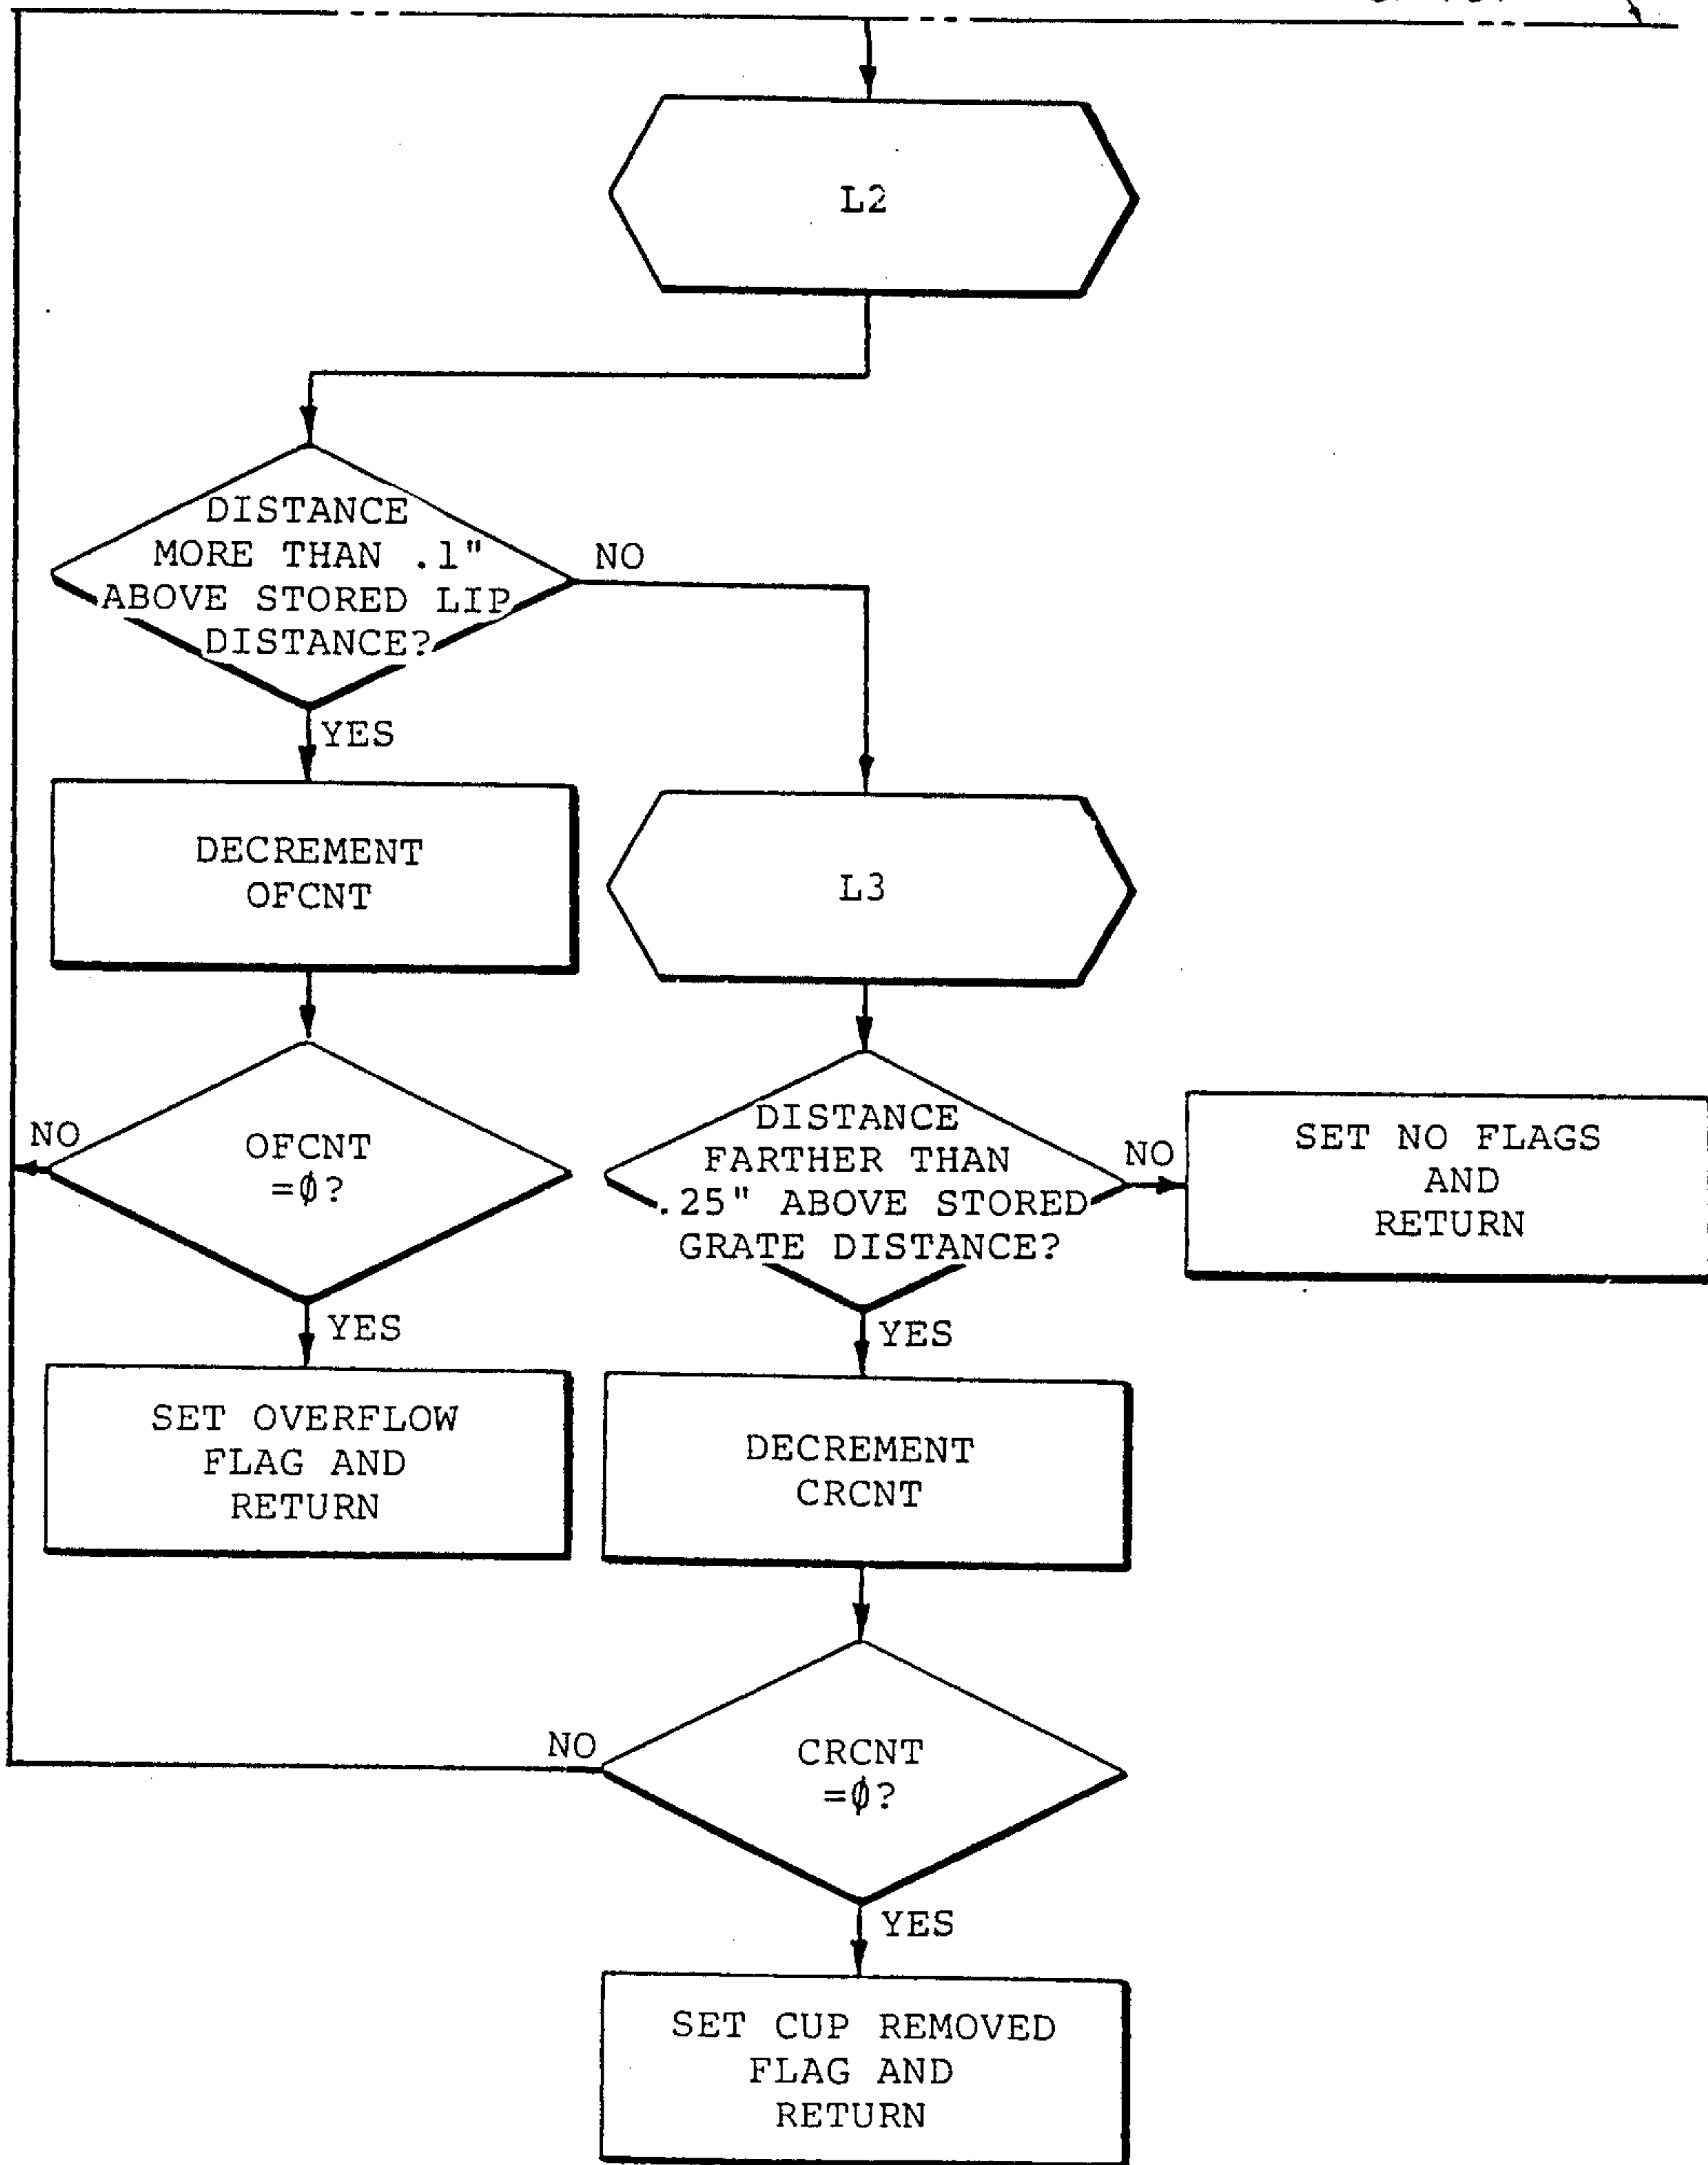 L2
DISTANCE
MORE THAN .1"
ABOVE STORED LIP
DISTANCE?
NO
YES
DECREMENT
OFCNT
L3
NO
OFCNT
=∅?
DISTANCE
FARTHER THAN
.25" ABOVE STORED
GRATE DISTANCE?
NO
SET NO FLAGS
AND
RETURN
YES
YES
SET OVERFLOW
FLAG AND
RETURN
DECREMENT
CRCNT
NO
CRCNT
=∅?
YES
SET CUP REMOVED
FLAG AND
RETURN